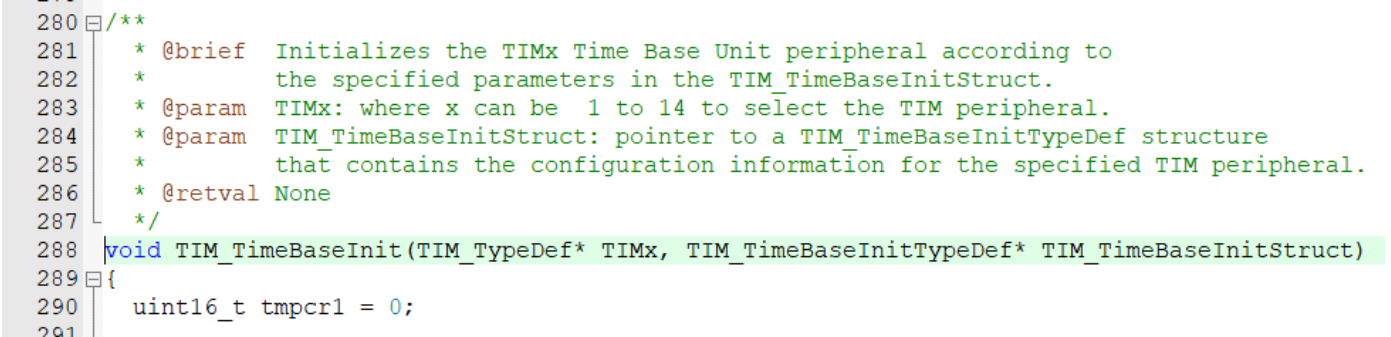 280 /**
281 * @brief Initializes the TIMx Time Base Unit peripheral according to
282 * the specified parameters in the TIM_TimeBaseInitStruct.
283 * @param TIMx: where x can be 1 to 14 to select the TIM peripheral.
284 * @param TIM_TimeBaseInitStruct: pointer to a TIM_TimeBaseInitTypeDef structure
285 * that contains the configuration information for the specified TIM peripheral.
286 * @retval None
287 */
288 void TIM_TimeBaseInit(TIM_TypeDef* TIMx, TIM_TimeBaseInitTypeDef* TIM_TimeBaseInitStruct)
289 {
290 uint16_t tmpcr1 = 0;
291